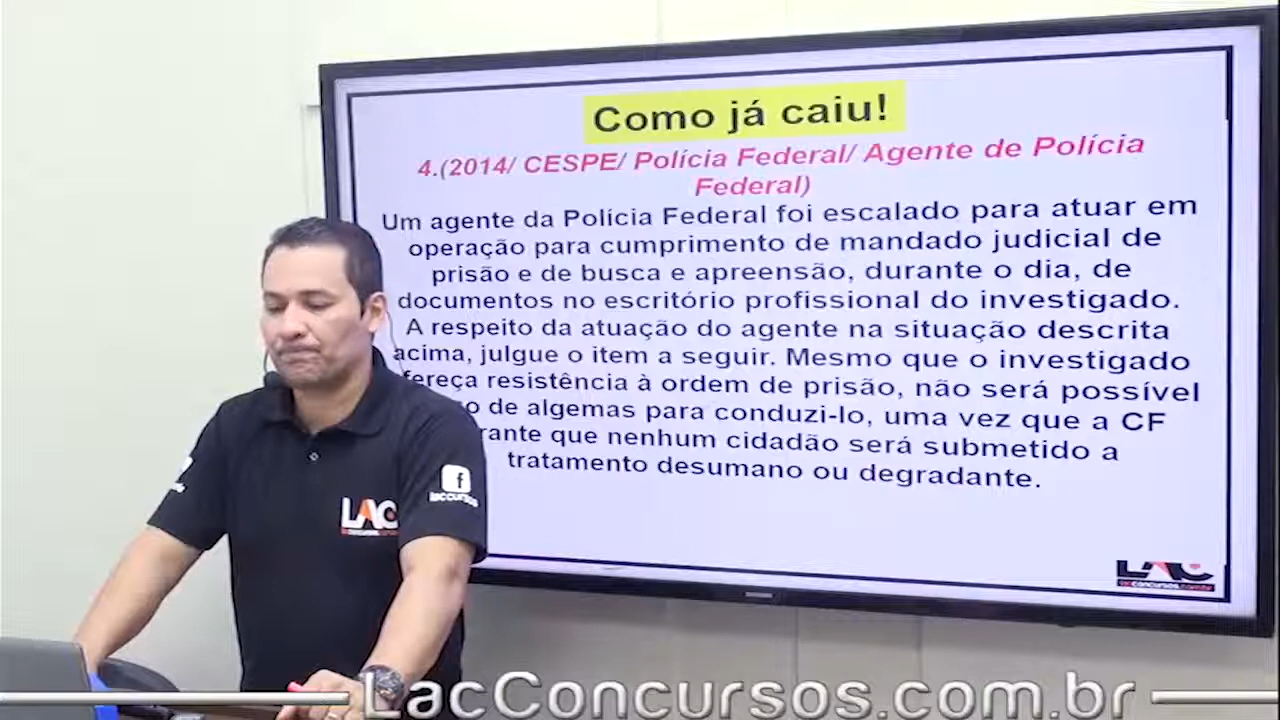 Como já caiu!
4.(2014/ CESPE/ Polícia Federal/ Agente de Polícia
Federal)
Um agente da Polícia Federal foi escalado para atuar em
operação para cumprimento de mandado judicial de
prisão e de busca e apreensão, durante o dia, de
documentos no escritório profissional do investigado.
A respeito da atuação do agente na situação descrita
acima, julgue o item a seguir. Mesmo que o investigado
fereça resistência à ordem de prisão, não será possível
de algemas para conduzi-lo, uma vez que a CF
rante que nenhum cidadão será submetido a
tratamento desumano ou degradante.
LAC
f
laccursos
LAC
LacConcursos.com.br